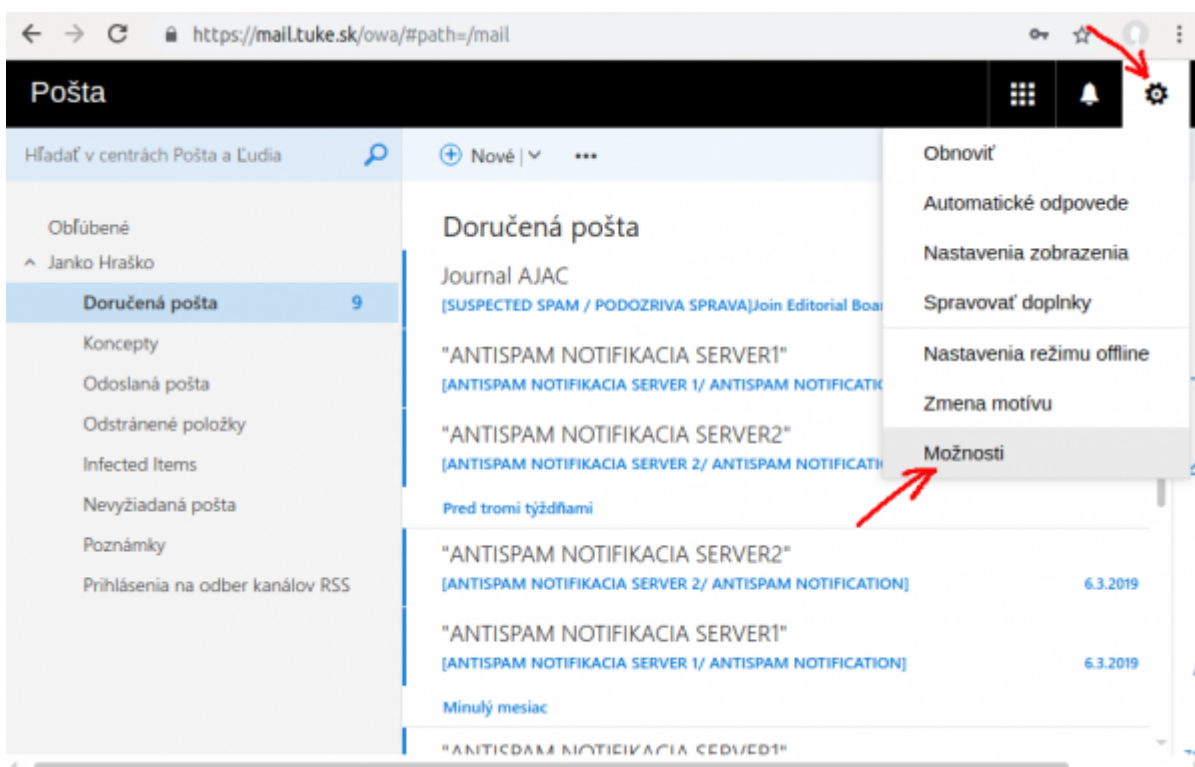 https://mail.tuke.sk/owa/#path=/mail
Pošta
Hľadať v centrách Pošta a Ľudia
Nové
Obľúbené
Janko Hraško
Doručená pošta 9
Koncepty
Odoslaná pošta
Odstránené položky
Infected Items
Nevyžiadaná pošta
Poznámky
Prihlásenia na odber kanálov RSS
Doručená pošta
Journal AJAC
[SUSPECTED SPAM / PODOZRIVA SPRAVA]Join Editorial
"ANTISPAM NOTIFIKACIA SERVER1"
[ANTISPAM NOTIFIKACIA SERVER 1/ ANTISPAM
"ANTISPAM NOTIFIKACIA SERVER2"
[ANTISPAM NOTIFIKACIA SERVER 2/ ANTISPAM
Pred tromi týždňami
"ANTISPAM NOTIFIKACIA SERVER2"
[ANTISPAM NOTIFIKACIA SERVER 2/ ANTISPAM NOTIFICATION] 6.3.2019
"ANTISPAM NOTIFIKACIA SERVER1"
[ANTISPAM NOTIFIKACIA SERVER 1/ ANTISPAM NOTIFICATION] 6.3.2019
Minulý mesiac
"ANTISPAM NOTIFIKACIA SERVER1"
Obnoviť
Automatické odpovede
Nastavenia zobrazenia
Spravovať doplnky
Nastavenia režimu offline
Zmena motívu
Možnosti